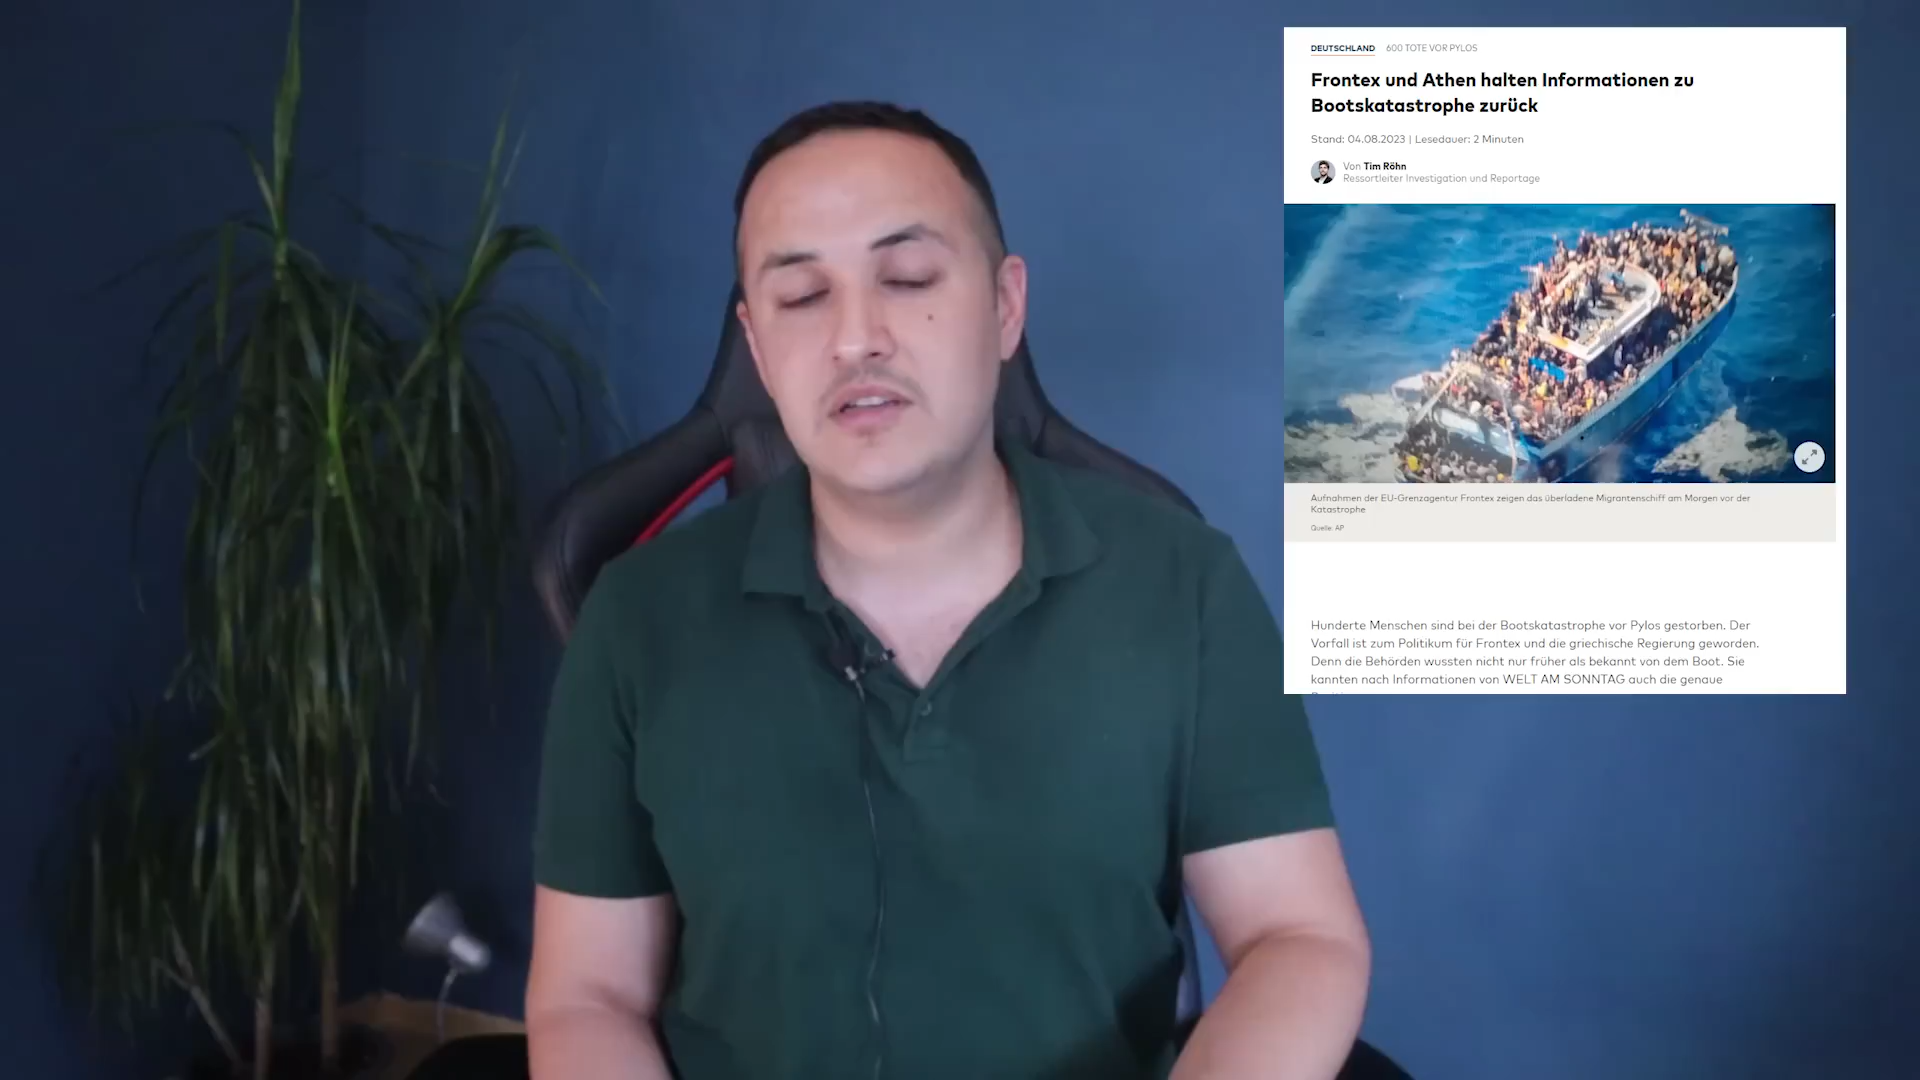 DEUTSCHLAND 600 TOTE VOR PYLOS
Frontex und Athen halten Informationen zu
Bootskatastrophe zurück
Stand: 04.08.2023 | Lesedauer: 2 Minuten
Von Tim Röhn
Ressortleiter Investigation und Reportage
Aufnahmen der EU-Grenzagentur Frontex zeigen das überladene Migrantenschiff am Morgen vor der
Katastrophe
Quelle: AP
Hunderte Menschen sind bei der Bootskatastrophe vor Pylos gestorben. Der
Vorfall ist zum Politikum für Frontex und die griechische Regierung geworden.
Denn die Behörden wussten nicht nur früher als bekannt von dem Boot. Sie
kannten nach Informationen von WELT AM SONNTAG auch die genaue